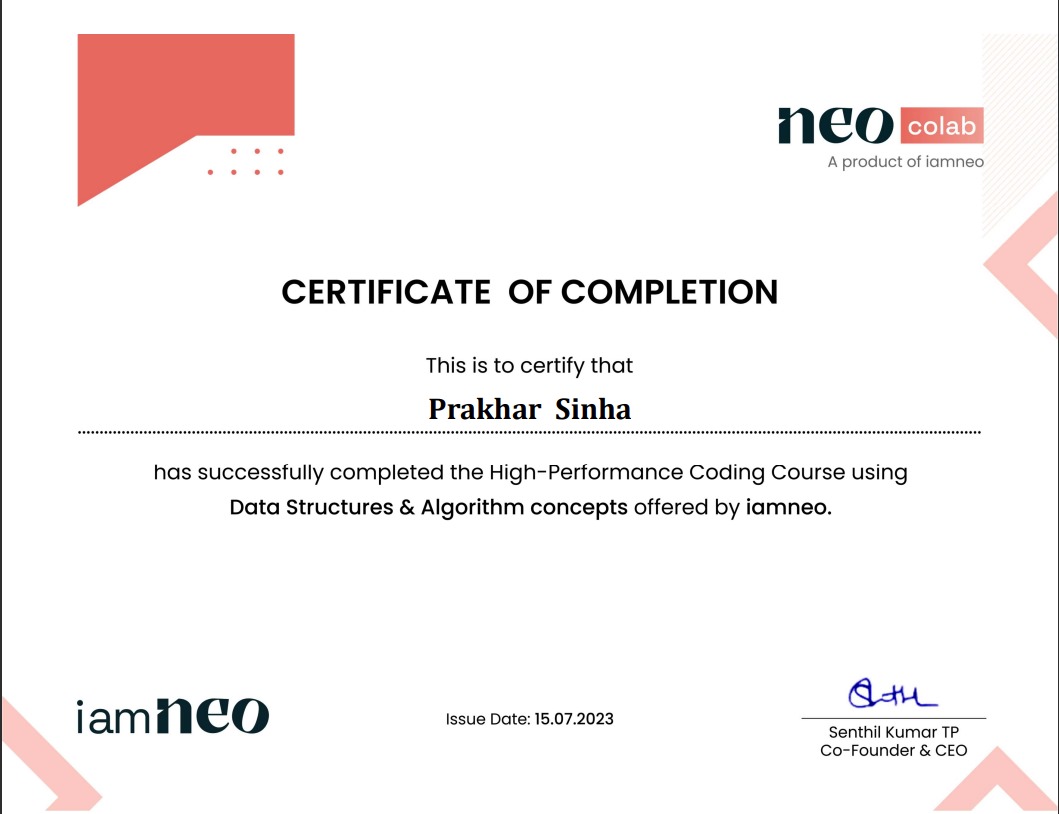 neo colab
A product of iamneo
CERTIFICATE OF COMPLETION
This is to certify that
Prakhar Sinha
has successfully completed the High-Performance Coding Course using
Data Structures & Algorithm concepts offered by iamneo.
iamneo
Issue Date: 15.07.2023
Senthil Kumar TP
Co-Founder & CEO